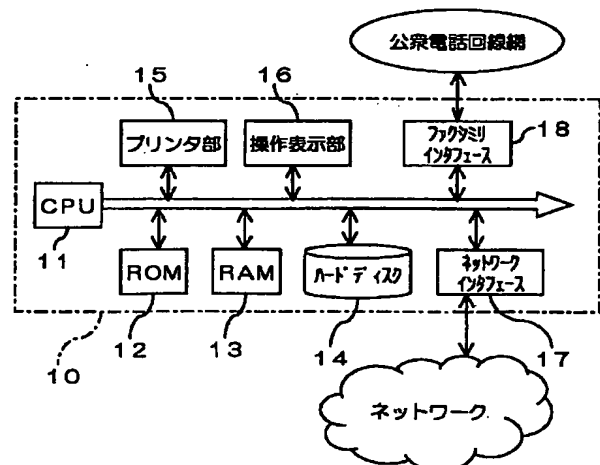 公衆電話回線網
15
16
プリンタ部
操作表示部
ファクタミリ
インタフェース
18
CPU
11
ROM
RAM
ハードディスク
ネットワーク
インタフェース
12
13
14
17
10
ネットワーク